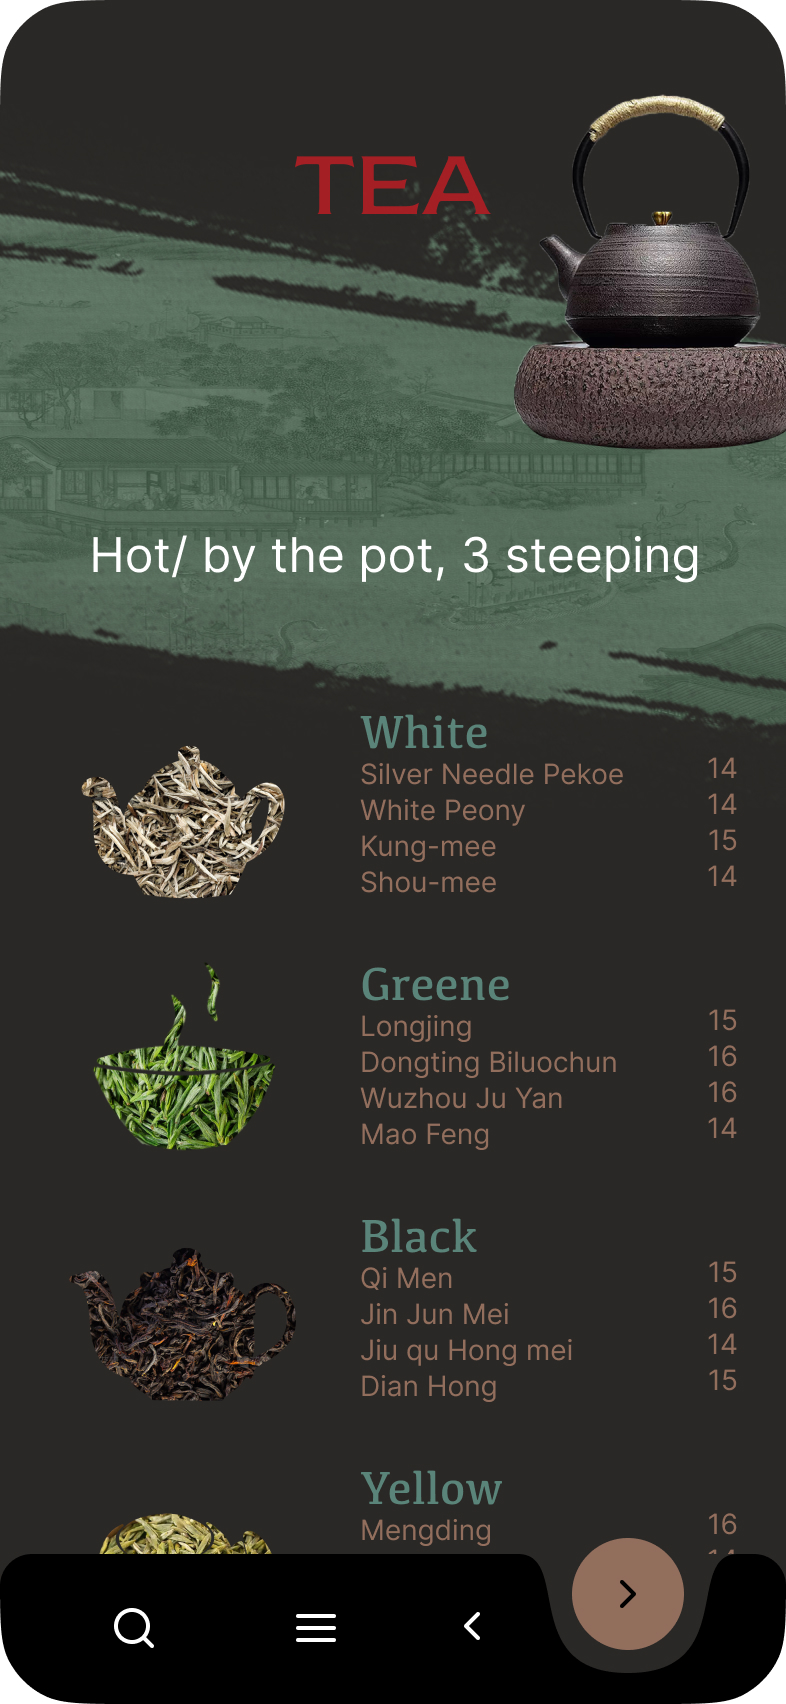 TEA
Hot/ by the pot, 3 steeping
White
Silver Needle Pekoe 14
White Peony 14
Kung-mee 15
Shou-mee 14
Greene
Longjing 15
Dongting Biluochun 16
Wuzhou Ju Yan 16
Mao Feng 14
Black
Qi Men 15
Jin Jun Mei 16
Jiu qu Hong mei 14
Dian Hong 15
Yellow
Mengding 16